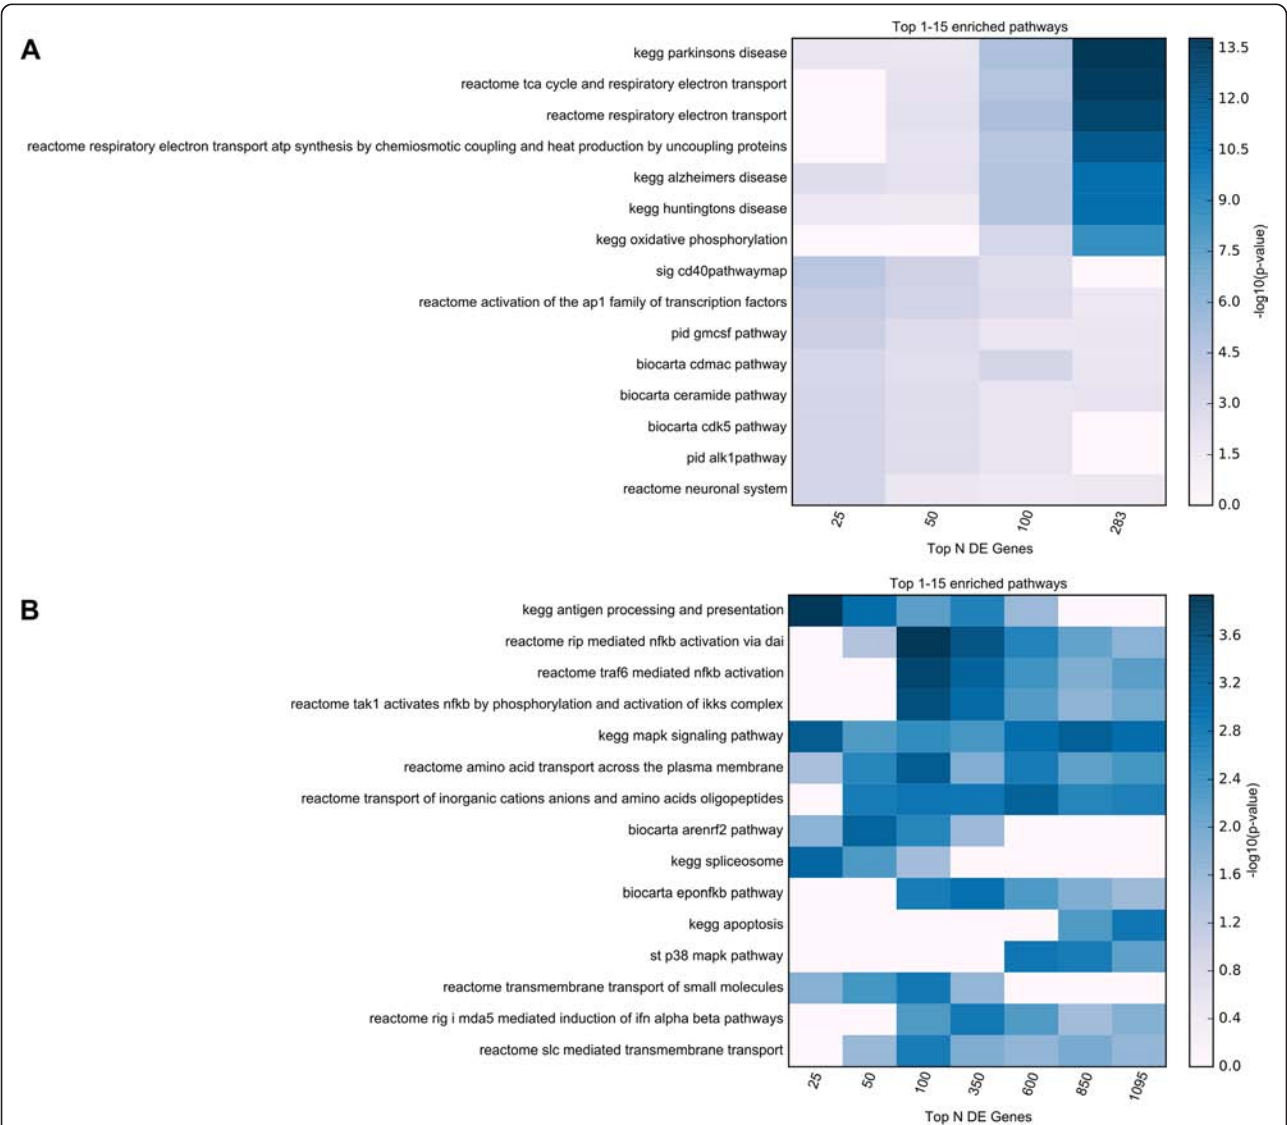 A
Top 1-15 enriched pathways
kegg parkinsons disease
reactome tca cycle and respiratory electron transport
reactome respiratory electron transport
reactome respiratory electron transport atp synthesis by chemiosmotic coupling and heat production by uncoupling proteins
kegg alzheimers disease
kegg huntingtons disease
kegg oxidative phosphorylation
sig cd40pathwaymap
reactome activation of the ap1 family of transcription factors
pid gmcsf pathway
biocarta cdmac pathway
biocarta ceramide pathway
biocarta cdk5 pathway
pid alk1pathway
reactome neuronal system
25 50 100 283
Top N DE Genes
13.5
12.0
10.5
9.0
7.5
6.0
4.5
3.0
1.5
0.0
-log10(p-value)
B
Top 1-15 enriched pathways
kegg antigen processing and presentation
reactome rip mediated nfkb activation via dai
reactome traf6 mediated nfkb activation
reactome tak1 activates nfkb by phosphorylation and activation of ikks complex
kegg mapk signaling pathway
reactome amino acid transport across the plasma membrane
reactome transport of inorganic cations anions and amino acids oligopeptides
biocarta arenrf2 pathway
kegg spliceosome
biocarta eponfkb pathway
kegg apoptosis
st p38 mapk pathway
reactome transmembrane transport of small molecules
reactome rig i mda5 mediated induction of ifn alpha beta pathways
reactome slc mediated transmembrane transport
25 50 100 350 600 850 1095
Top N DE Genes
3.6
3.2
2.8
2.4
2.0
1.6
1.2
0.8
0.4
0.0
-log10(p-value)